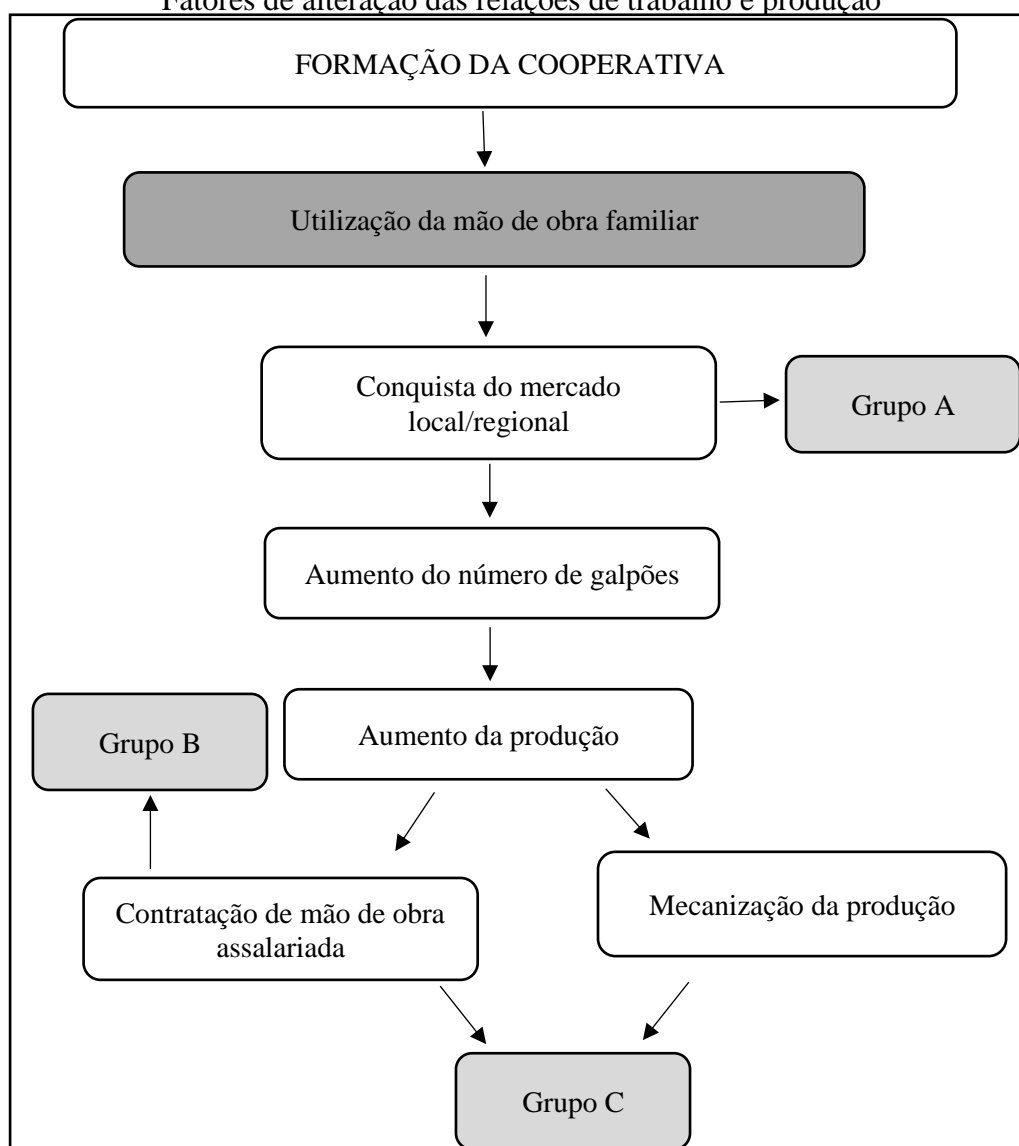 Fatores de alteração das relações de trabalho e produção
FORMAÇÃO DA COOPERATIVA
Utilização da mão de obra familiar
Conquista do mercado
local/regional
Grupo A
Aumento do número de galpões
Grupo B
Aumento da produção
Contratação de mão de obra
assalariada
Mecanização da produção
Grupo C